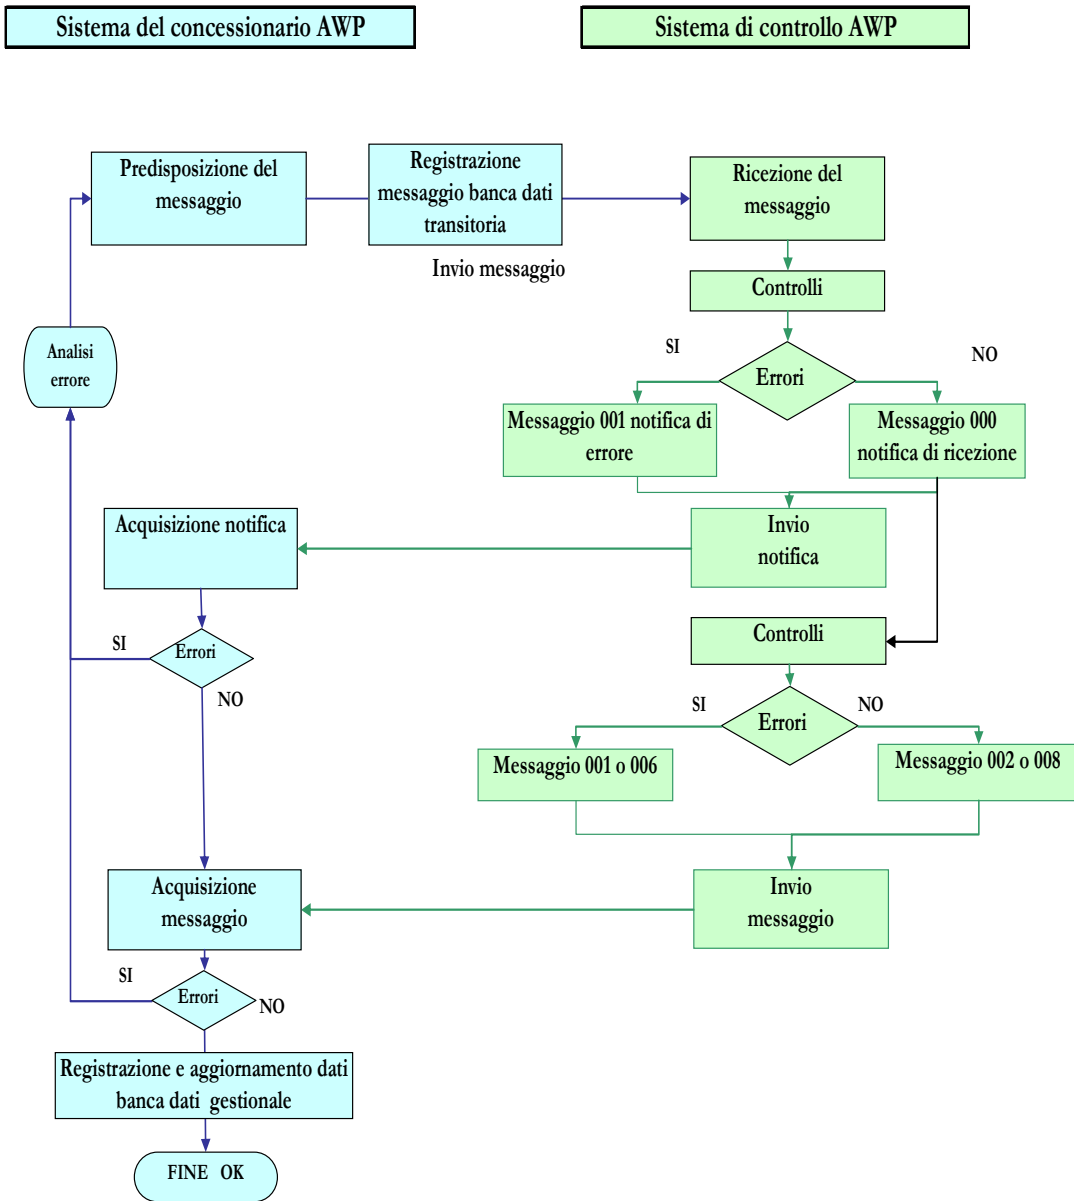 Sistema del concessionario AWP
Sistema di controllo AWP
Predisposizione del
messaggio
Registrazione
messaggio banca dati
transitoria
Ricezione del
messaggio
Invio messaggio
Controlli
Analisi
errore
SI
NO
Errori
Messaggio 001 notifica di
errore
Messaggio 000
notifica di ricezione
Acquisizione notifica
Invio
notifica
Controlli
SI
Errori
NO
SI
Errori
NO
Messaggio 001 o 006
Messaggio 002 o 008
Acquisizione
messaggio
Invio
messaggio
SI
Errori
NO
Registrazione e aggiornamento dati
banca dati gestionale
FINE OK